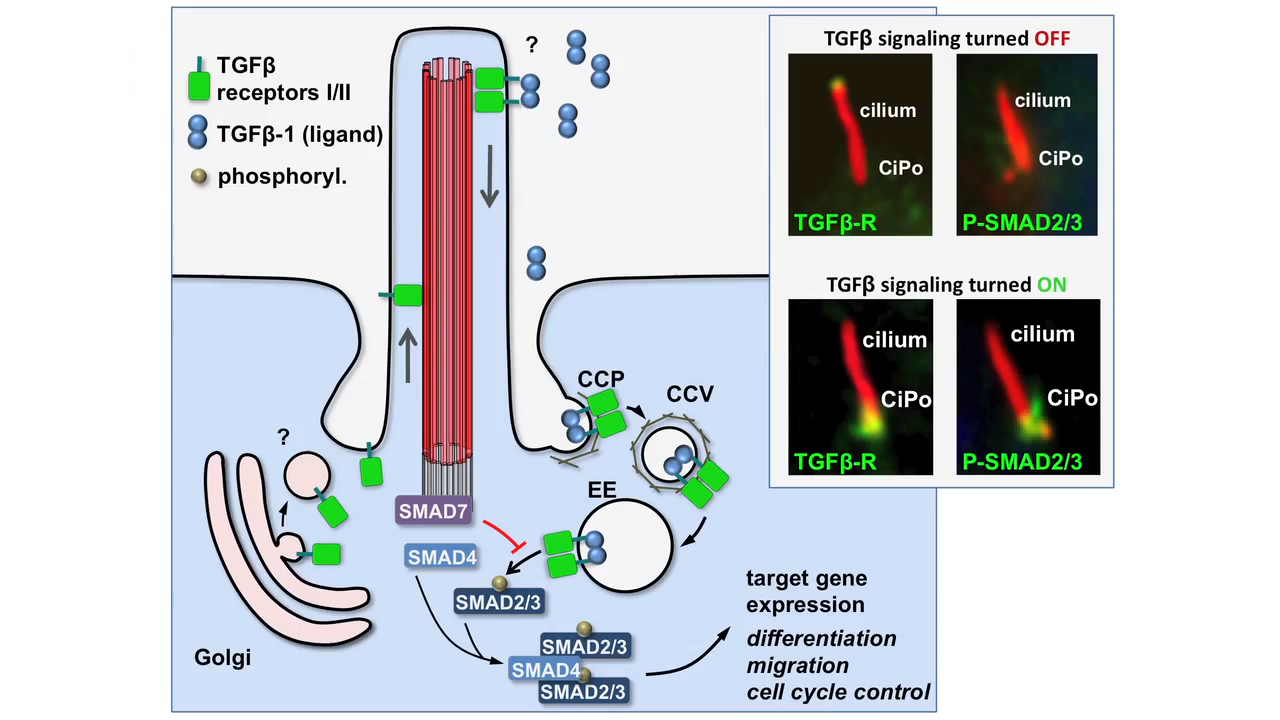 TGFβ
receptors I/II
TGFβ-1 (ligand)
phosphoryl.
?
?
CCP
CCV
EE
SMAD7
SMAD4
SMAD2/3
SMAD2/3
SMAD4
SMAD2/3
Golgi
target gene
expression
differentiation
migration
cell cycle control
TGFβ signaling turned OFF
cilium
CiPo
TGFβ-R
cilium
CiPo
P-SMAD2/3
TGFβ signaling turned ON
cilium
CiPo
TGFβ-R
cilium
CiPo
P-SMAD2/3